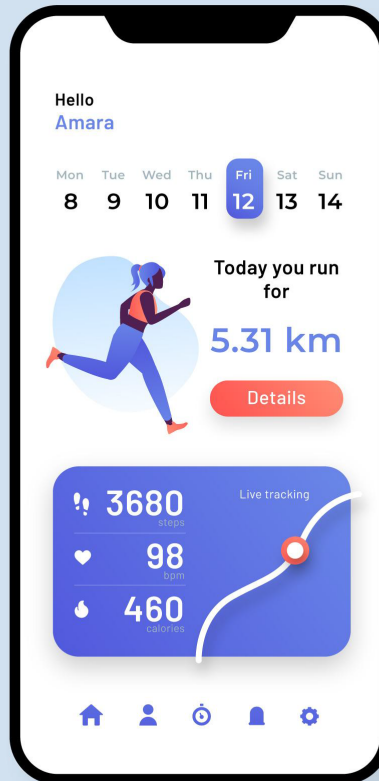 Hello
Amara
Mon Tue Wed Thu Fri Sat Sun
8 9 10 11 12 13 14
Today you run
for
5.31 km
Details
3680
steps
Live tracking
98
bpm
460
calories